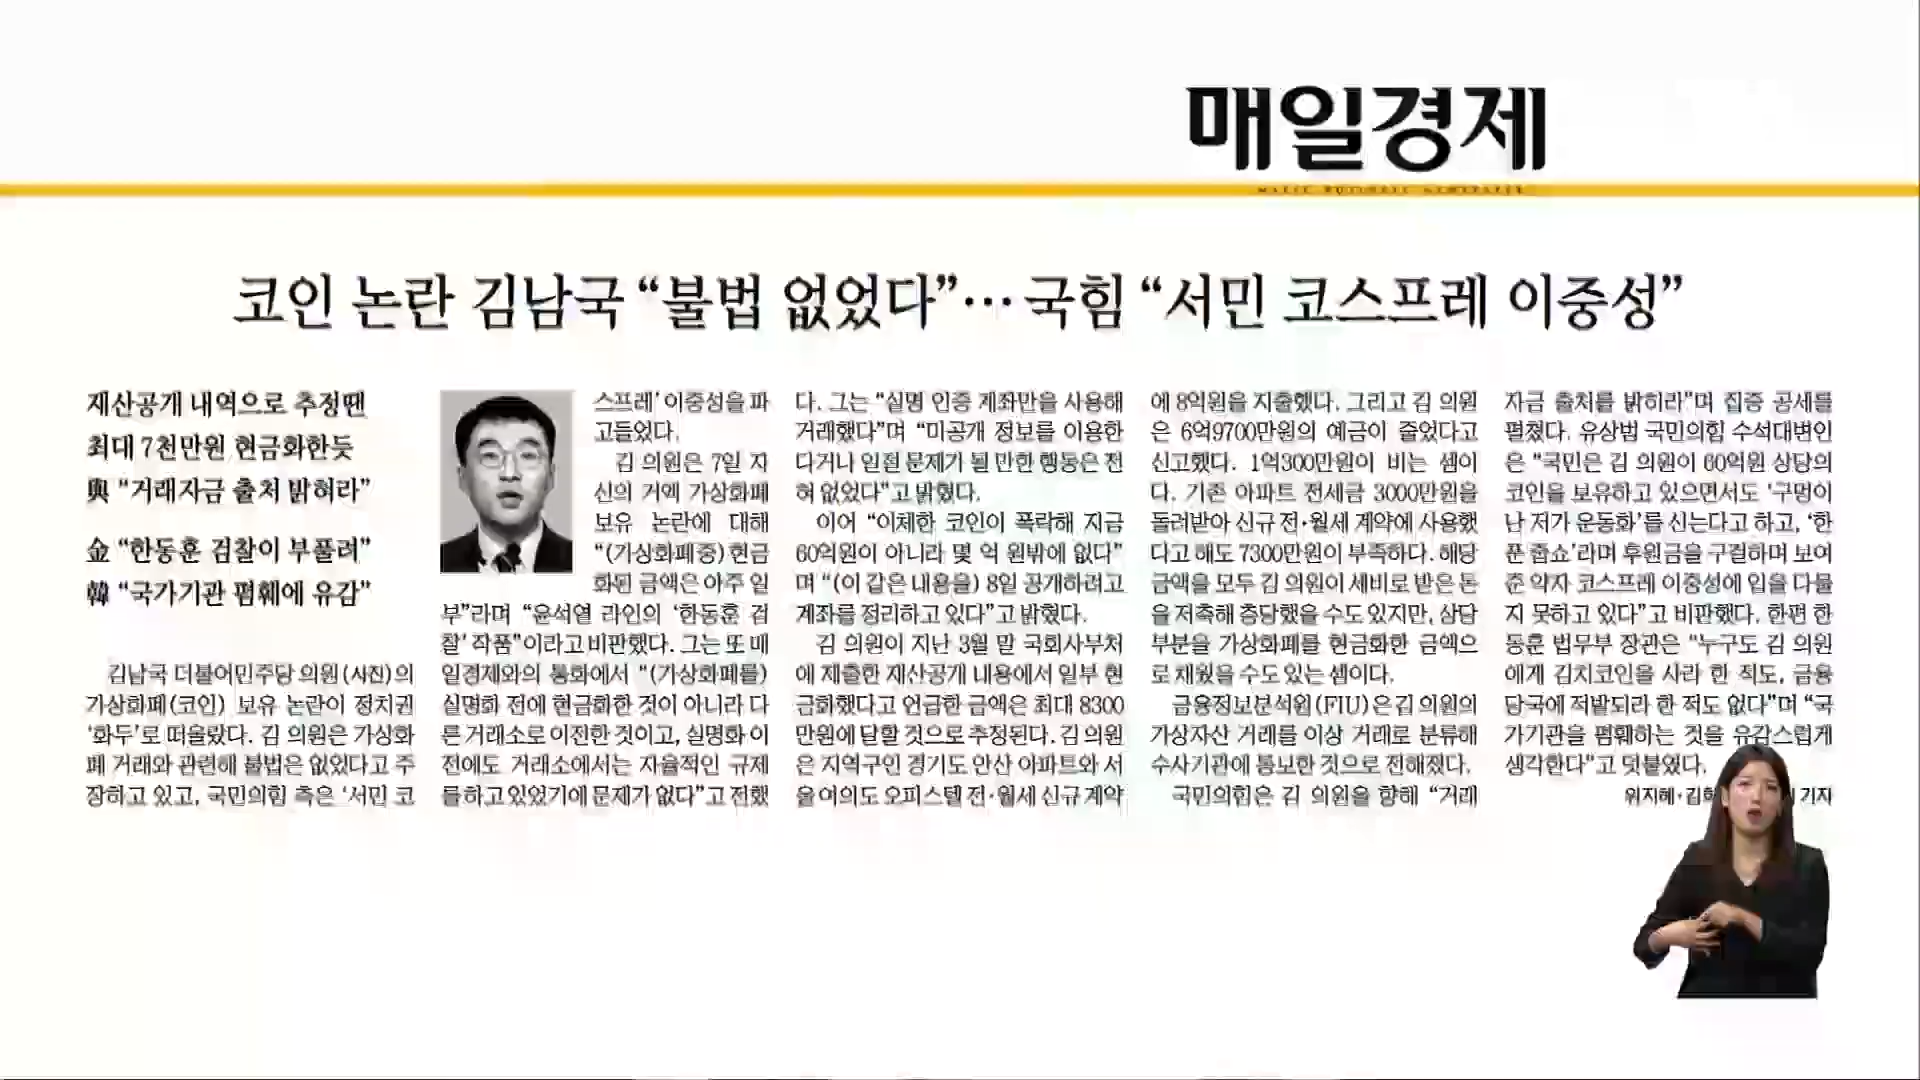 매일경제
코인 논란 김남국 “불법 없었다”… 국힘 “서민 코스프레 이중성”
재산공개 내역으로 추정땐
최대 7천만원 현금화한듯
與 “거래자금 출처 밝혀라”
金 “한동훈 검찰이 부풀려”
韓 “국가기관 폄훼에 유감”
김남국 더불어민주당 의원(사진)의
가상화폐(코인) 보유 논란이 정치권
‘화두’로 떠올랐다. 김 의원은 가상화
폐 거래와 관련해 불법은 없었다고 주
장하고 있고, 국민의힘 측은 ‘서민 코
스프레’ 이중성을 파
고들었다.
김 의원은 7일 자
신의 거액 가상화폐
보유 논란에 대해
“(가상화폐중) 현금
화된 금액은 아주 일
부”라며 “윤석열 라인의 ‘한동훈 검
찰’ 작품”이라고 비판했다. 그는 또 매
일경제와의 통화에서 “(가상화폐를)
실명화 전에 현금화한 것이 아니라 다
른 거래소로 이전한 것이고, 실명화 이
전에도 거래소에서는 자율적인 규제
를 하고 있었기에 문제가 없다”고 전했
다. 그는 “실명 인증 계좌만을 사용해
거래했다”며 “미공개 정보를 이용한
다거나 일절 문제가 될 만한 행동은 전
혀 없었다”고 밝혔다.
이어 “이체한 코인이 폭락해 지금
60억원이 아니라 몇 억 원밖에 없다”
며 “(이 같은 내용을) 8일 공개하려고
계좌를 정리하고 있다”고 밝혔다.
김 의원이 지난 3월 말 국회사무처
에 제출한 재산공개 내용에서 일부 현
금화했다고 언급한 금액은 최대 8300
만원에 달할 것으로 추정된다. 김 의원
은 지역구인 경기도 안산 아파트와 서
울 여의도 오피스텔 전·월세 신규 계약
에 8억원을 지출했다. 그리고 김 의원
은 6억9700만원의 예금이 줄었다고
신고했다. 1억300만원이 비는 셈이
다. 기존 아파트 전세금 3000만원을
돌려받아 신규 전·월세 계약에 사용했
다고 해도 7300만원이 부족하다. 해당
금액을 모두 김 의원이 세비로 받은 돈
을 저축해 충당했을 수도 있지만, 상당
부분을 가상화폐를 현금화한 금액으
로 채웠을 수도 있는 셈이다.
금융정보분석원(FIU)은 김 의원의
가상자산 거래를 이상 거래로 분류해
수사기관에 통보한 것으로 전해졌다.
국민의힘은 김 의원을 향해 “거래
자금 출처를 밝히라”며 집중 공세를
펼쳤다. 유상범 국민의힘 수석대변인
은 “국민은 김 의원이 60억원 상당의
코인을 보유하고 있으면서도 ‘구멍이
난 저가 운동화’를 신는다고 하고, ‘한
푼 줍쇼’라며 후원금을 구걸하며 보여
준 약자 코스프레 이중성에 입을 다물
지 못하고 있다”고 비판했다. 한편 한
동훈 법무부 장관은 “누구도 김 의원
에게 김치코인을 사라 한 적도, 금융
당국에 적발되라 한 적도 없다”며 “국
가기관을 폄훼하는 것을 유감스럽게
생각한다”고 덧붙였다.
위지혜·김 기자